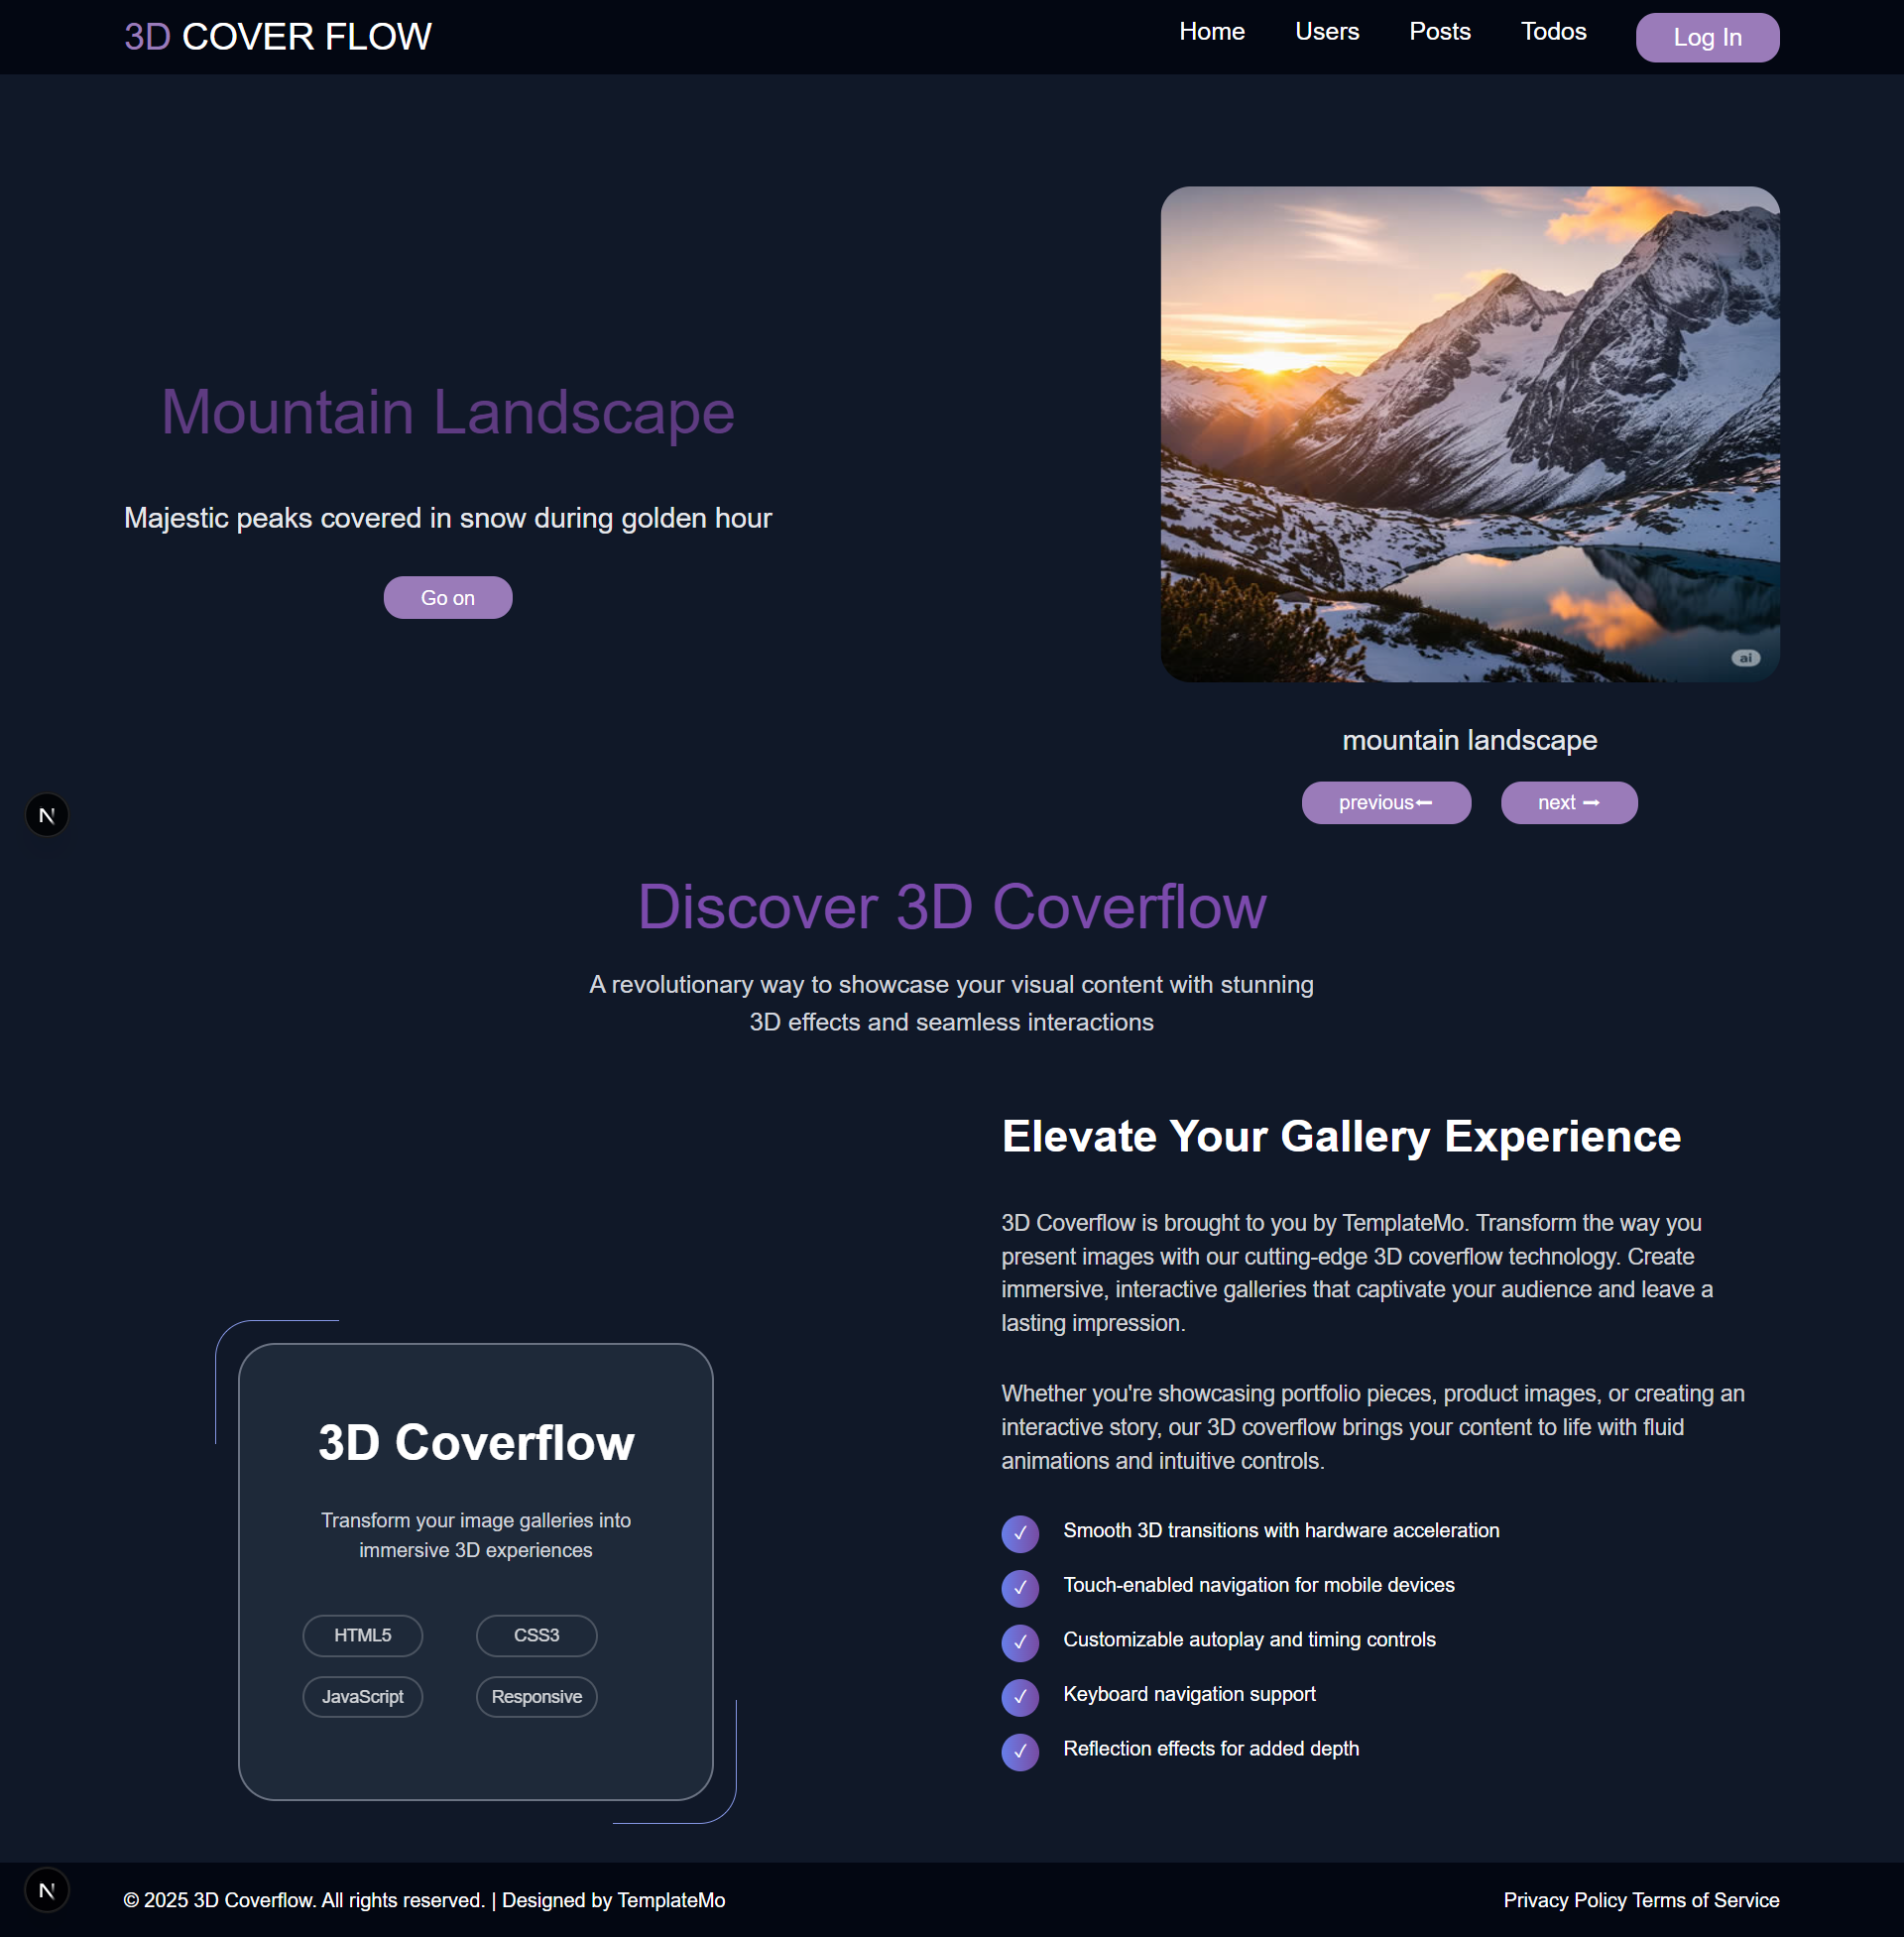 3D COVER FLOW
Home Users Posts Todos Log In
Mountain Landscape
Majestic peaks covered in snow during golden hour
Go on
ai
mountain landscape
previous⬅ next ➡
N
Discover 3D Coverflow
A revolutionary way to showcase your visual content with stunning
3D effects and seamless interactions
3D Coverflow
Transform your image galleries into
immersive 3D experiences
HTML5 CSS3
JavaScript Responsive
Elevate Your Gallery Experience
3D Coverflow is brought to you by TemplateMo. Transform the way you
present images with our cutting-edge 3D coverflow technology. Create
immersive, interactive galleries that captivate your audience and leave a
lasting impression.
Whether you're showcasing portfolio pieces, product images, or creating an
interactive story, our 3D coverflow brings your content to life with fluid
animations and intuitive controls.
✓ Smooth 3D transitions with hardware acceleration
✓ Touch-enabled navigation for mobile devices
✓ Customizable autoplay and timing controls
✓ Keyboard navigation support
✓ Reflection effects for added depth
N
© 2025 3D Coverflow. All rights reserved. | Designed by TemplateMo
Privacy Policy Terms of Service